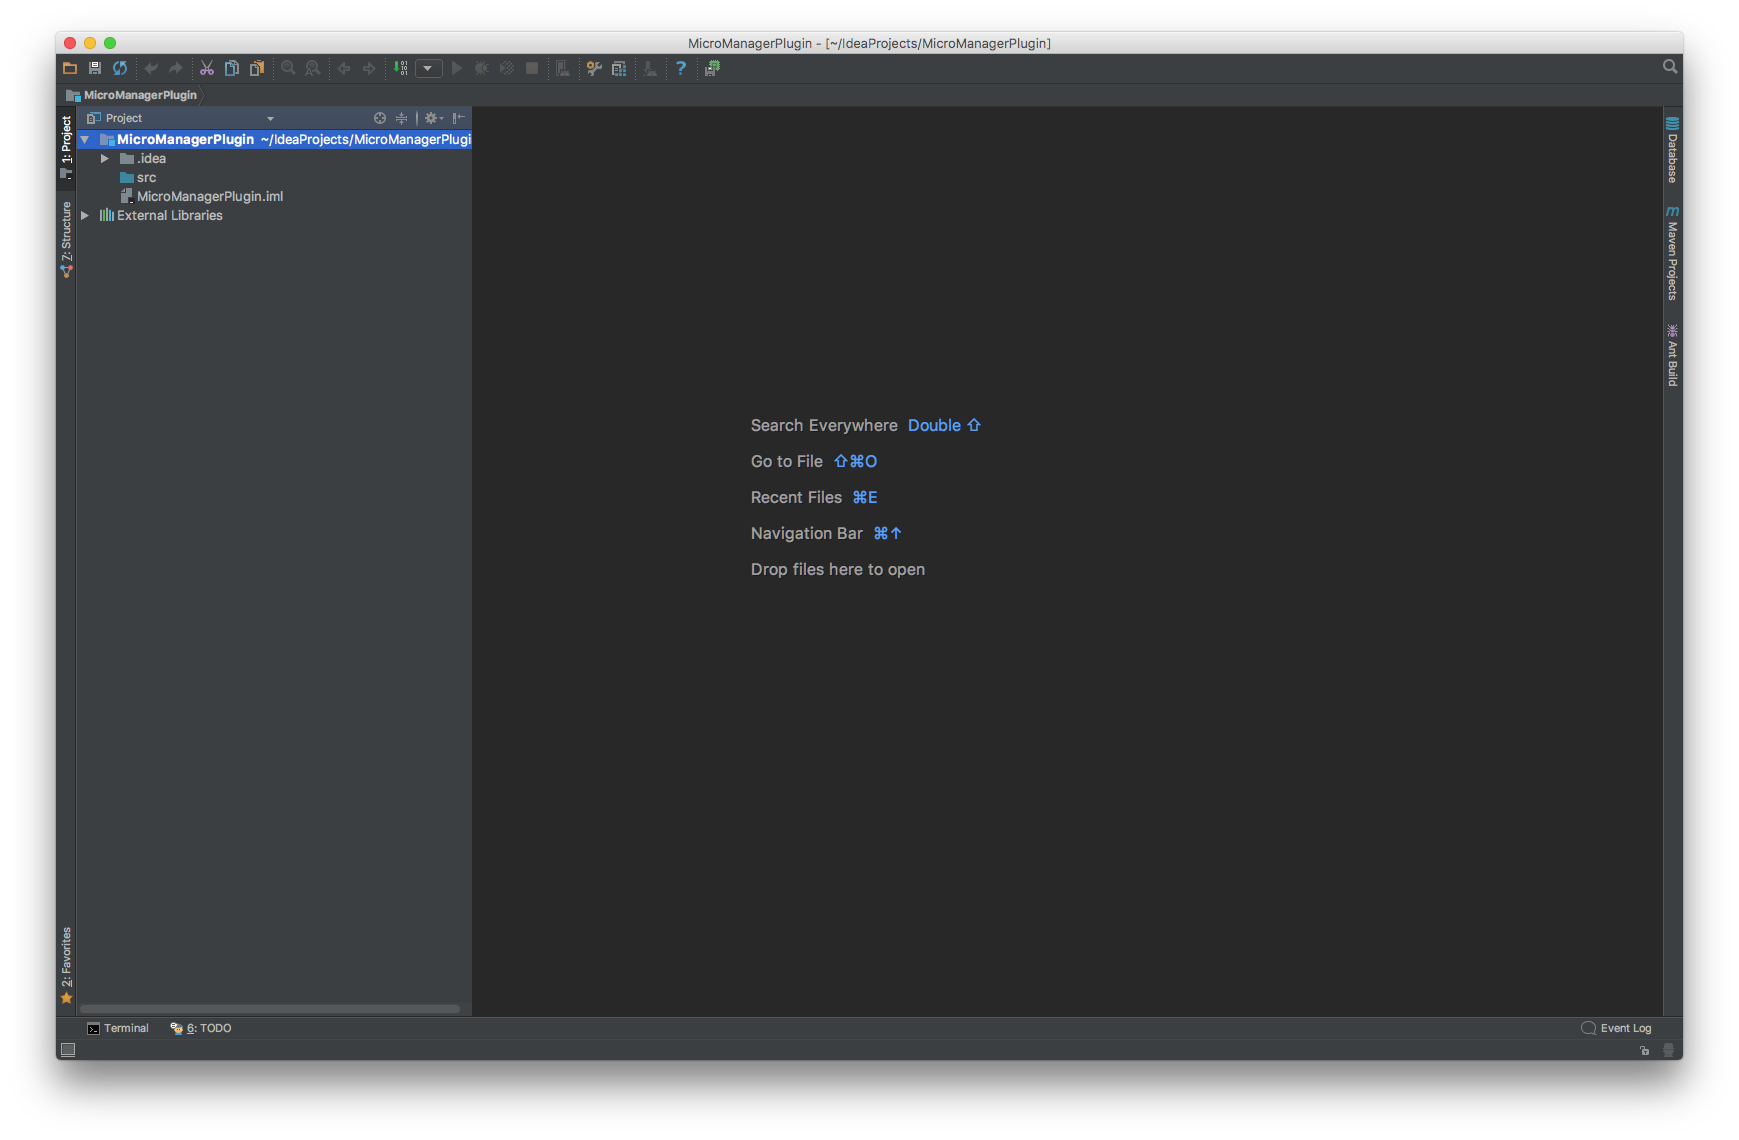 MicroManagerPlugin - [~/IdeaProjects/MicroManagerPlugin]
MicroManagerPlugin
1: Project
Project
MicroManagerPlugin ~/IdeaProjects/MicroManagerPlugi
.idea
src
MicroManagerPlugin.iml
External Libraries
7: Structure
2: Favorites
Search Everywhere Double ⇧
Go to File ⇧⌘O
Recent Files ⌘E
Navigation Bar ⌘↑
Drop files here to open
Database
Maven Projects
Ant Build
Terminal
6: TODO
Event Log